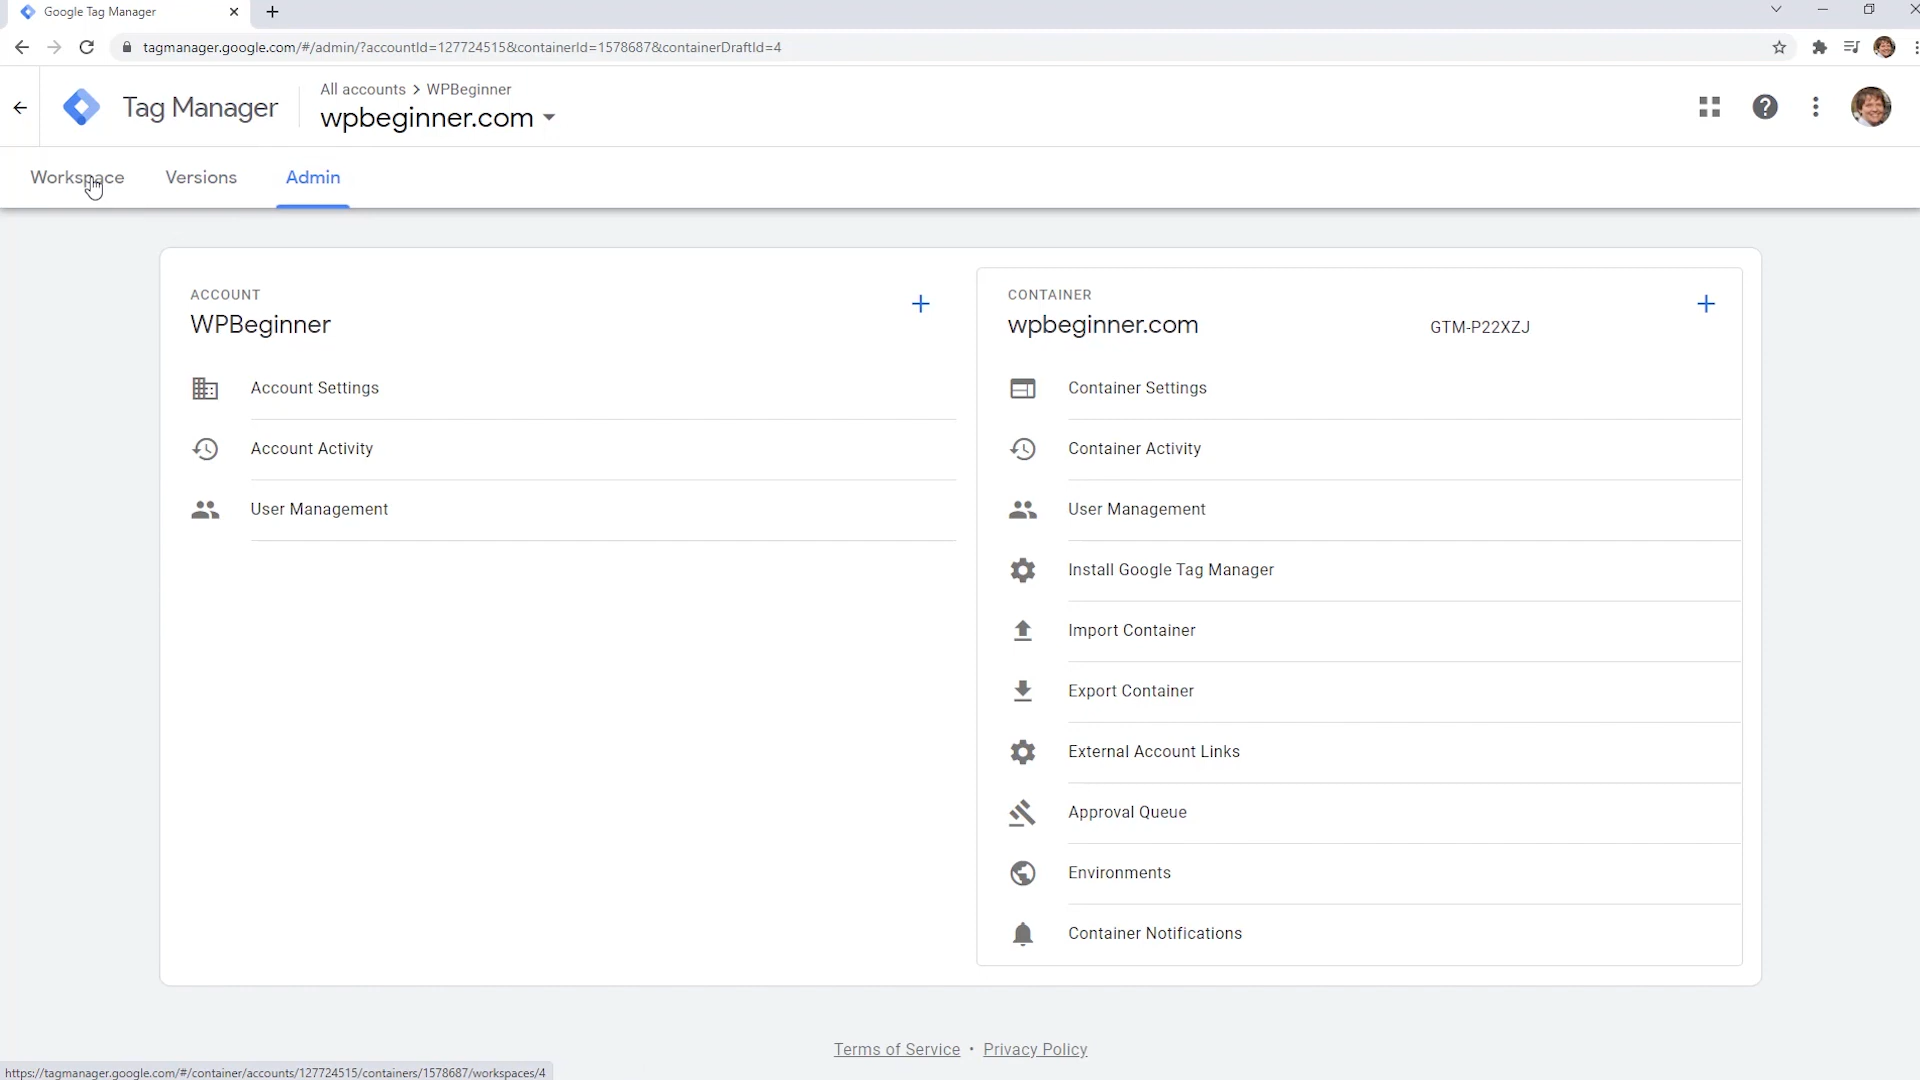 Google Tag Manager
tagmanager.google.com/#/admin/?accountId=127724515&containerId=1578687&containerDraftId=4
Tag Manager
All accounts > WPBeginner
wpbeginner.com
Workspace
Versions
Admin
ACCOUNT
WPBeginner
Account Settings
Account Activity
User Management
CONTAINER
wpbeginner.com
GTM-P22XZJ
Container Settings
Container Activity
User Management
Install Google Tag Manager
Import Container
Export Container
External Account Links
Approval Queue
Environments
Container Notifications
Terms of Service • Privacy Policy
https://tagmanager.google.com/#/container/accounts/127724515/containers/1578687/workspaces/4